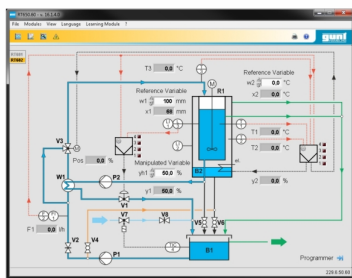 File Modules View Language Learning Module ?
gunt
T3 0,0 °C
Reference Variable
w2 0,0 °C
x2 0,0 °C
R1
Reference Variable
w1 100 mm
x1 60 mm
M
V3
M
Pos 0,0 %
T1 0,0 °C
T2 0,0 °C
Manipulated Variable
yh1 50,0 %
y1 50,0 %
B2
y2 0,0 %
W1
P2
V1
V7
V8
V5
V6
F1 0,0 l/h
V2
V4
B1
P1
Programmer